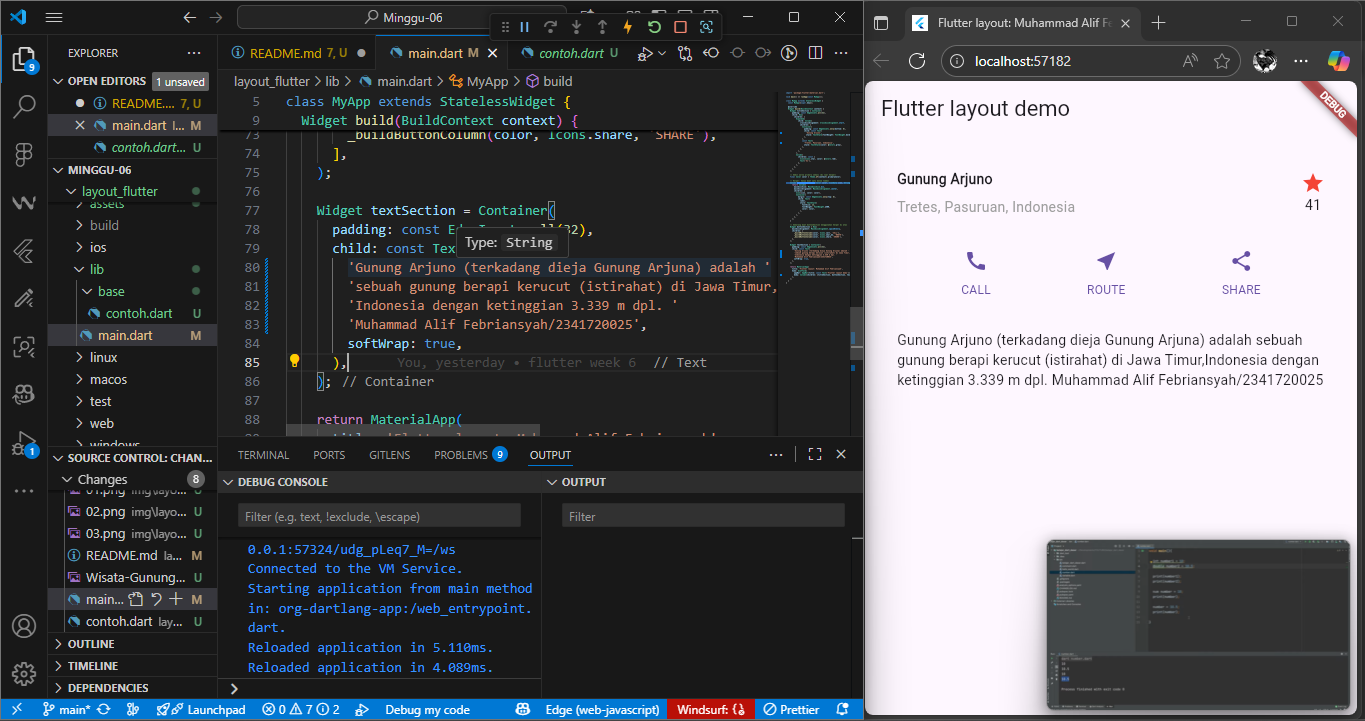 Minggu-06
EXPLORER
OPEN EDITORS 1 unsaved
README.... 7, U
main.dart l... M
contoh.dart... U
MINGGU-06
layout_flutter
assets
build
ios
lib
base
contoh.dart U
main.dart M
linux
macos
test
web
windows
SOURCE CONTROL: CHAN...
Changes 8
01.png img\layo... U
02.png img\layo... U
03.png img\layo... U
README.md la... M
Wisata-Gunung... U
main... M
contoh.dart lay... U
OUTLINE
TIMELINE
DEPENDENCIES
9
1
README.md 7, U
main.dart M
contoh.dart U
layout_flutter > lib > main.dart > MyApp > build
5 class MyApp extends StatelessWidget {
9 Widget build(BuildContext context) {
73 _buildButtonColumn(color, Icons.share, 'SHARE'),
74 ],
75 );
76
77 Widget textSection = Container(
78 padding: const (32),
79 child: const Tex
Type: String
80 'Gunung Arjuno (terkadang dieja Gunung Arjuna) adalah '
81 'sebuah gunung berapi kerucut (istirahat) di Jawa Timur,
82 'Indonesia dengan ketinggian 3.339 m dpl. '
83 'Muhammad Alif Febriansyah/2341720025',
84 softWrap: true,
85 ), You, yesterday • flutter week 6 // Text
86 ); // Container
87
88 return MaterialApp(
TERMINAL PORTS GITLENS PROBLEMS 9 OUTPUT
DEBUG CONSOLE
Filter (e.g. text, !exclude, \escape)
0.0.1:57324/udg_pLeq7_M=/ws
Connected to the VM Service.
Starting application from main method
in: org-dartlang-app:/web_entrypoint.
dart.
Reloaded application in 5.110ms.
Reloaded application in 4.089ms.
OUTPUT
Filter
main* Launchpad 0 7 2 Debug my code Edge (web-javascript) Windsurf: {} Prettier
Flutter layout: Muhammad Alif Fe
localhost:57182
DEBUG
Flutter layout demo
Gunung Arjuno
Tretes, Pasuruan, Indonesia
41
CALL ROUTE SHARE
Gunung Arjuno (terkadang dieja Gunung Arjuna) adalah sebuah
gunung berapi kerucut (istirahat) di Jawa Timur,Indonesia dengan
ketinggian 3.339 m dpl. Muhammad Alif Febriansyah/2341720025